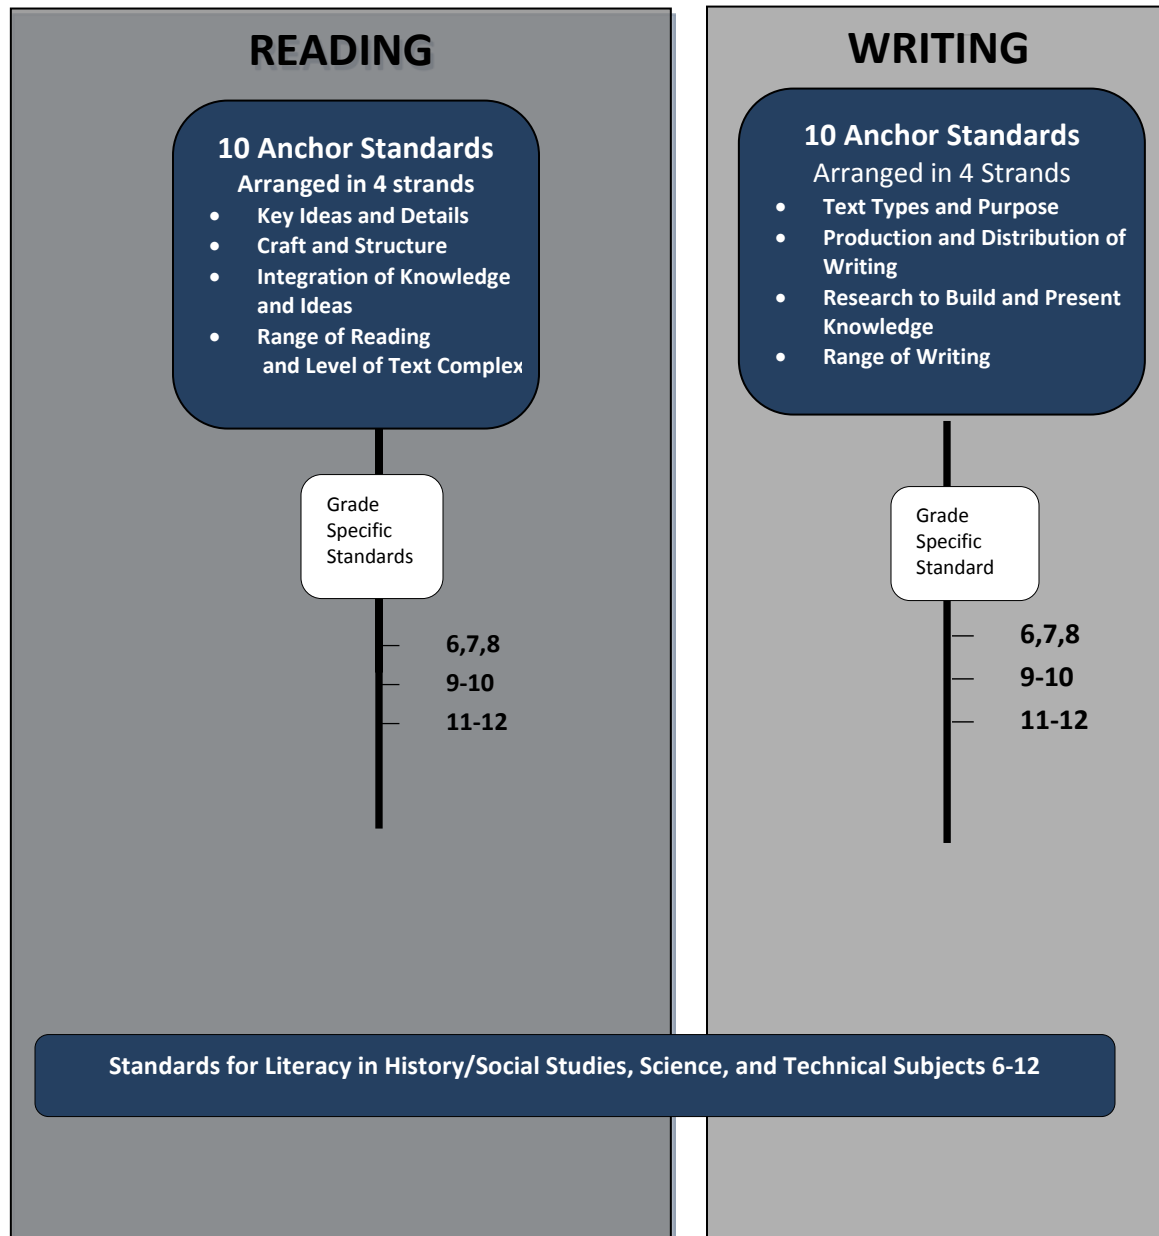 READING
10 Anchor Standards
Arranged in 4 strands
• Key Ideas and Details
• Craft and Structure
• Integration of Knowledge
and Ideas
• Range of Reading
and Level of Text Complex
Grade
Specific
Standards
6,7,8
9-10
11-12
WRITING
10 Anchor Standards
Arranged in 4 Strands
• Text Types and Purpose
• Production and Distribution of
Writing
• Research to Build and Present
Knowledge
• Range of Writing
Grade
Specific
Standard
6,7,8
9-10
11-12
Standards for Literacy in History/Social Studies, Science, and Technical Subjects 6-12